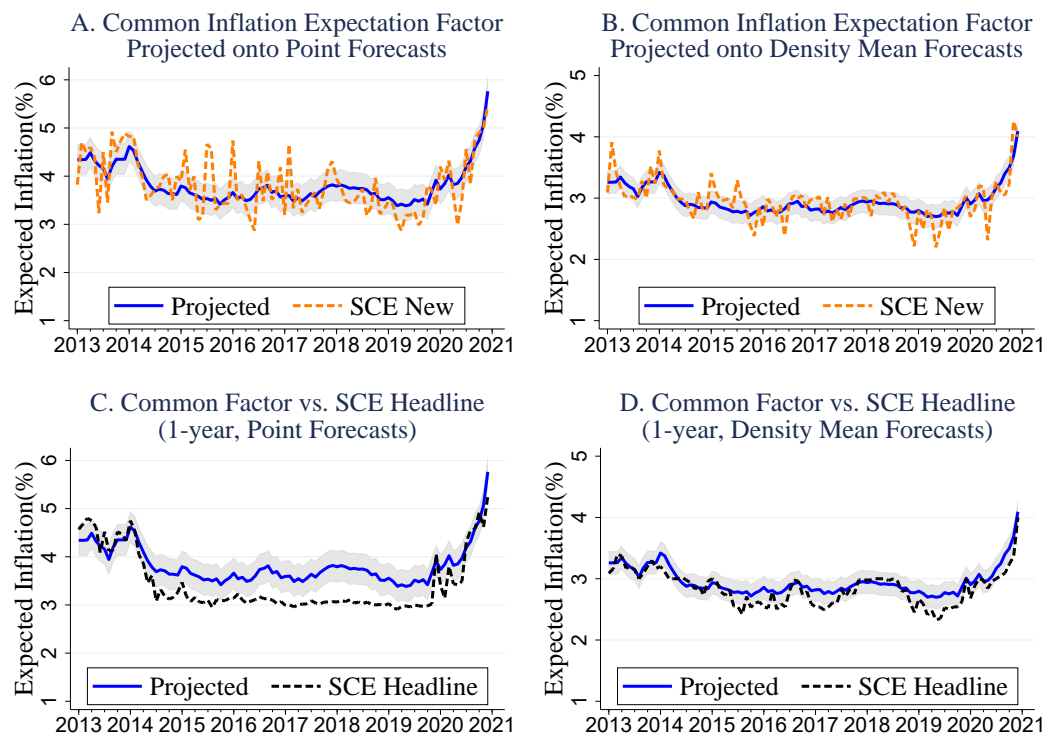 A. Common Inflation Expectation Factor
Projected onto Point Forecasts
Expected Inflation(%)
6
5
4
3
2
1
Projected
SCE New
2013 2014 2015 2016 2017 2018 2019 2020 2021
B. Common Inflation Expectation Factor
Projected onto Density Mean Forecasts
Expected Inflation(%)
5
4
3
2
1
Projected
SCE New
2013 2014 2015 2016 2017 2018 2019 2020 2021
C. Common Factor vs. SCE Headline
(1-year, Point Forecasts)
Expected Inflation(%)
6
5
4
3
2
1
Projected
SCE Headline
2013 2014 2015 2016 2017 2018 2019 2020 2021
D. Common Factor vs. SCE Headline
(1-year, Density Mean Forecasts)
Expected Inflation(%)
5
4
3
2
1
Projected
SCE Headline
2013 2014 2015 2016 2017 2018 2019 2020 2021